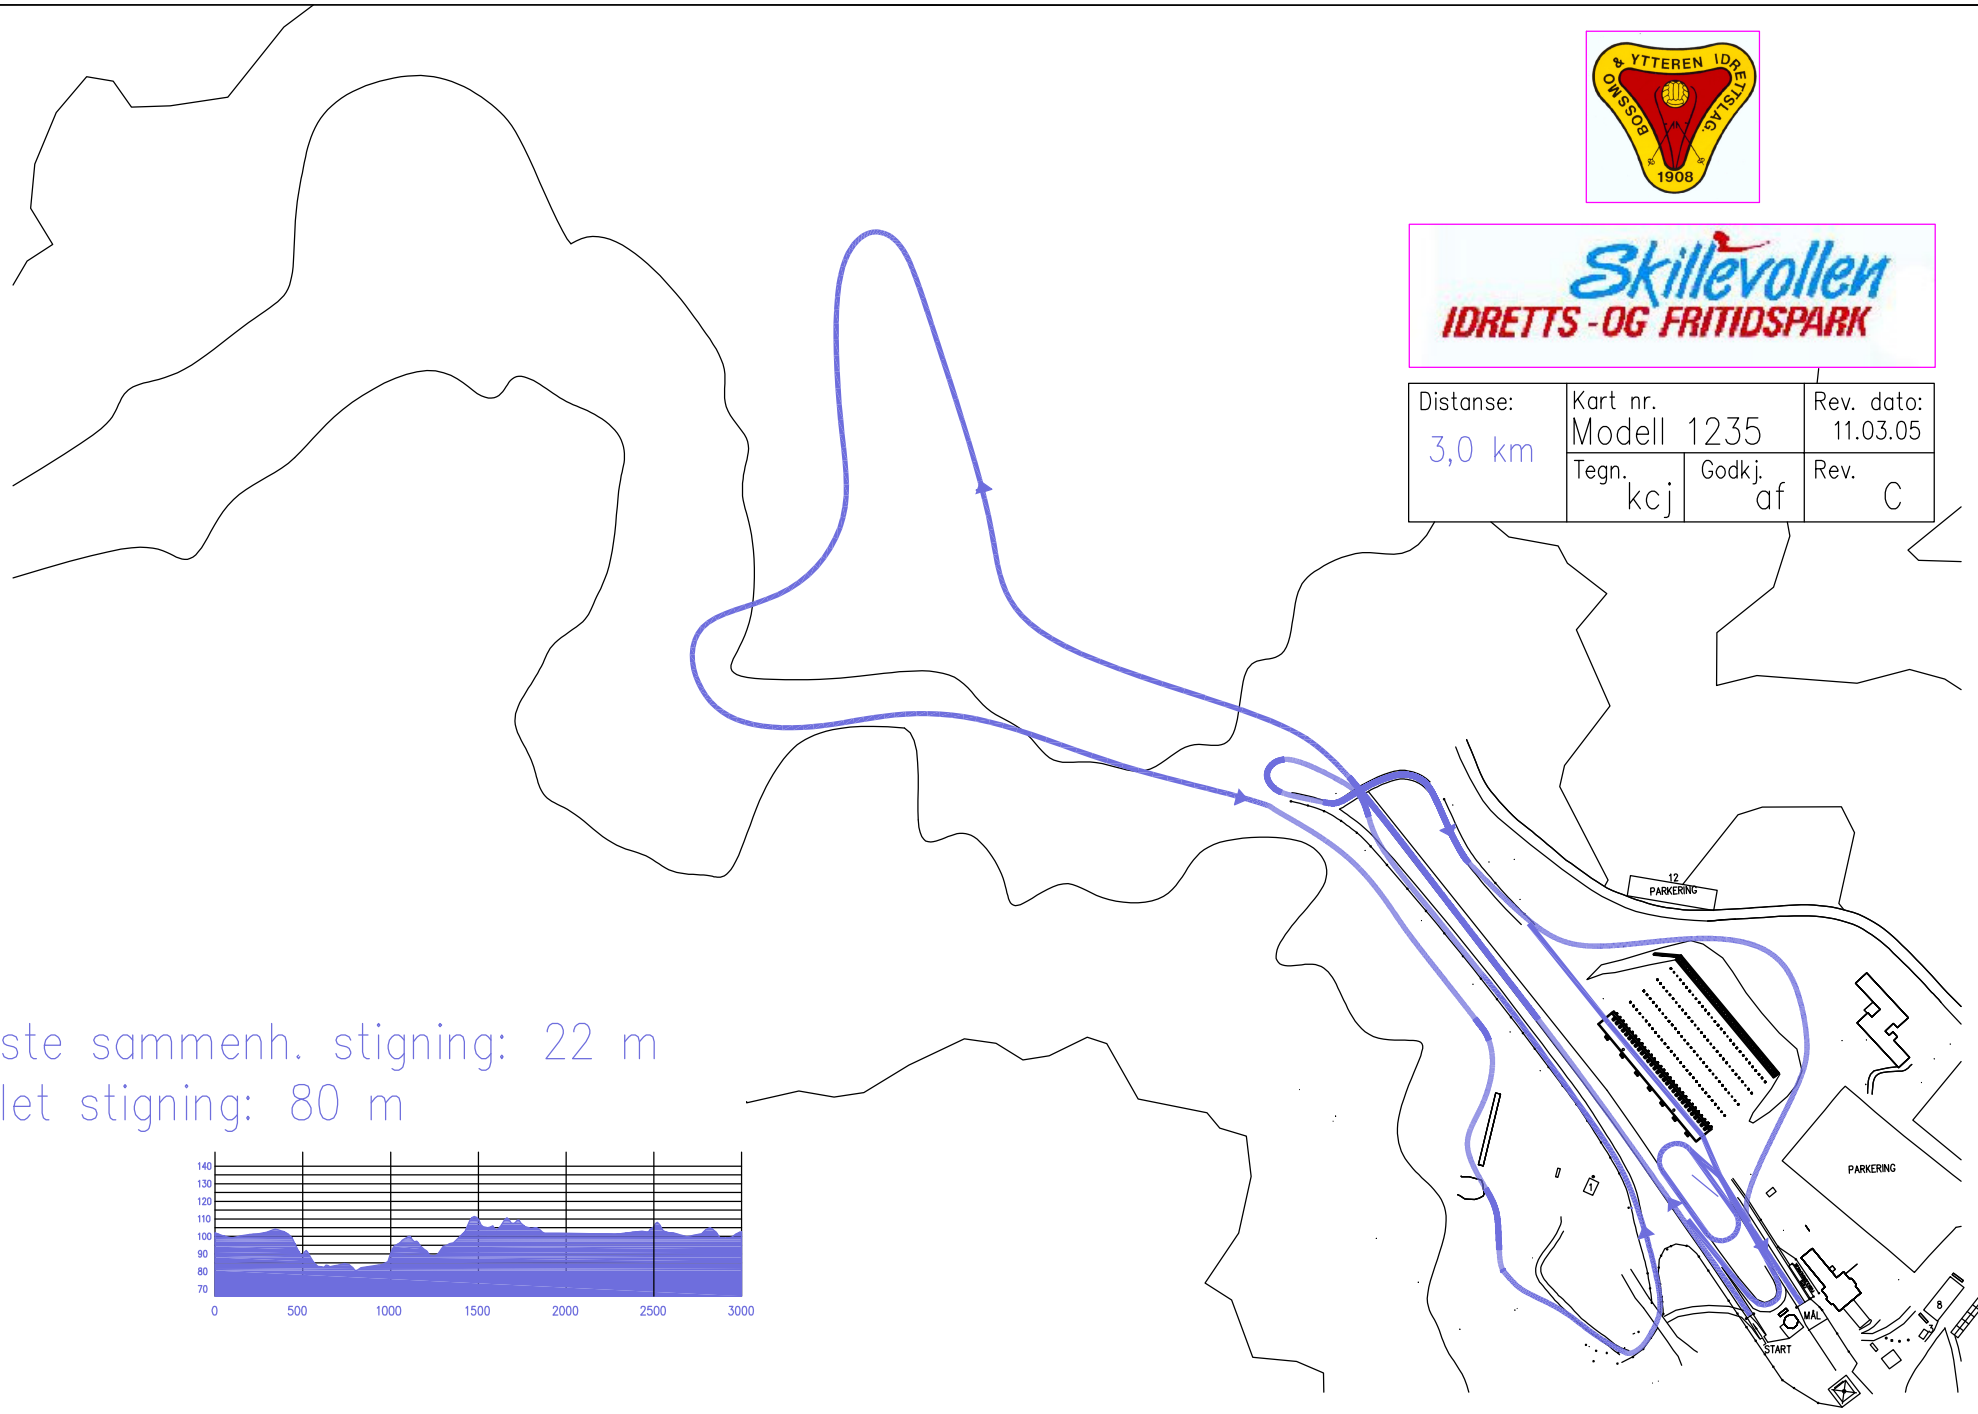 BOSSMO & YTTEREN IDRETTSLAG.
1908
Skillevollen
IDRETTS-OG FRITIDSPARK
Distanse:
3,0 km
Kart nr.
Modell 1235
Rev. dato:
11.03.05
Tegn.
kcj
Godkj.
af
Rev.
C
12
PARKERING
PARKERING
1
8
MÅL
START
ste sammenh. stigning: 22 m
let stigning: 80 m
140
130
120
110
100
90
80
70
0 500 1000 1500 2000 2500 3000